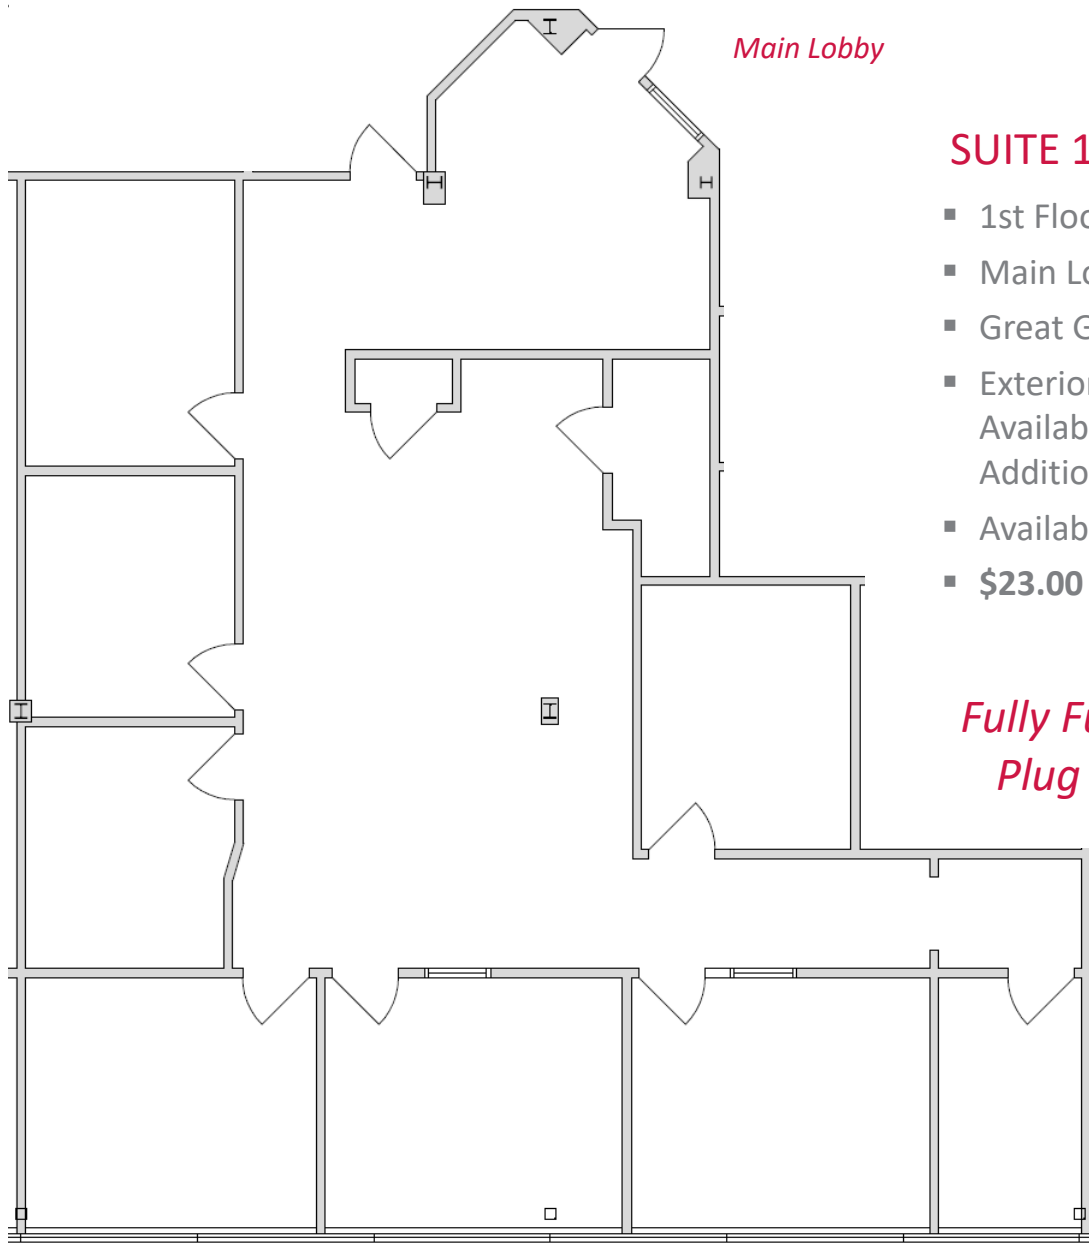 Main Lobby
SUITE 1
▪ 1st Floo
▪ Main Lo
▪ Great G
▪ Exterior
Availab
Additio
▪ Availab
▪ $23.00
Fully Fu
Plug